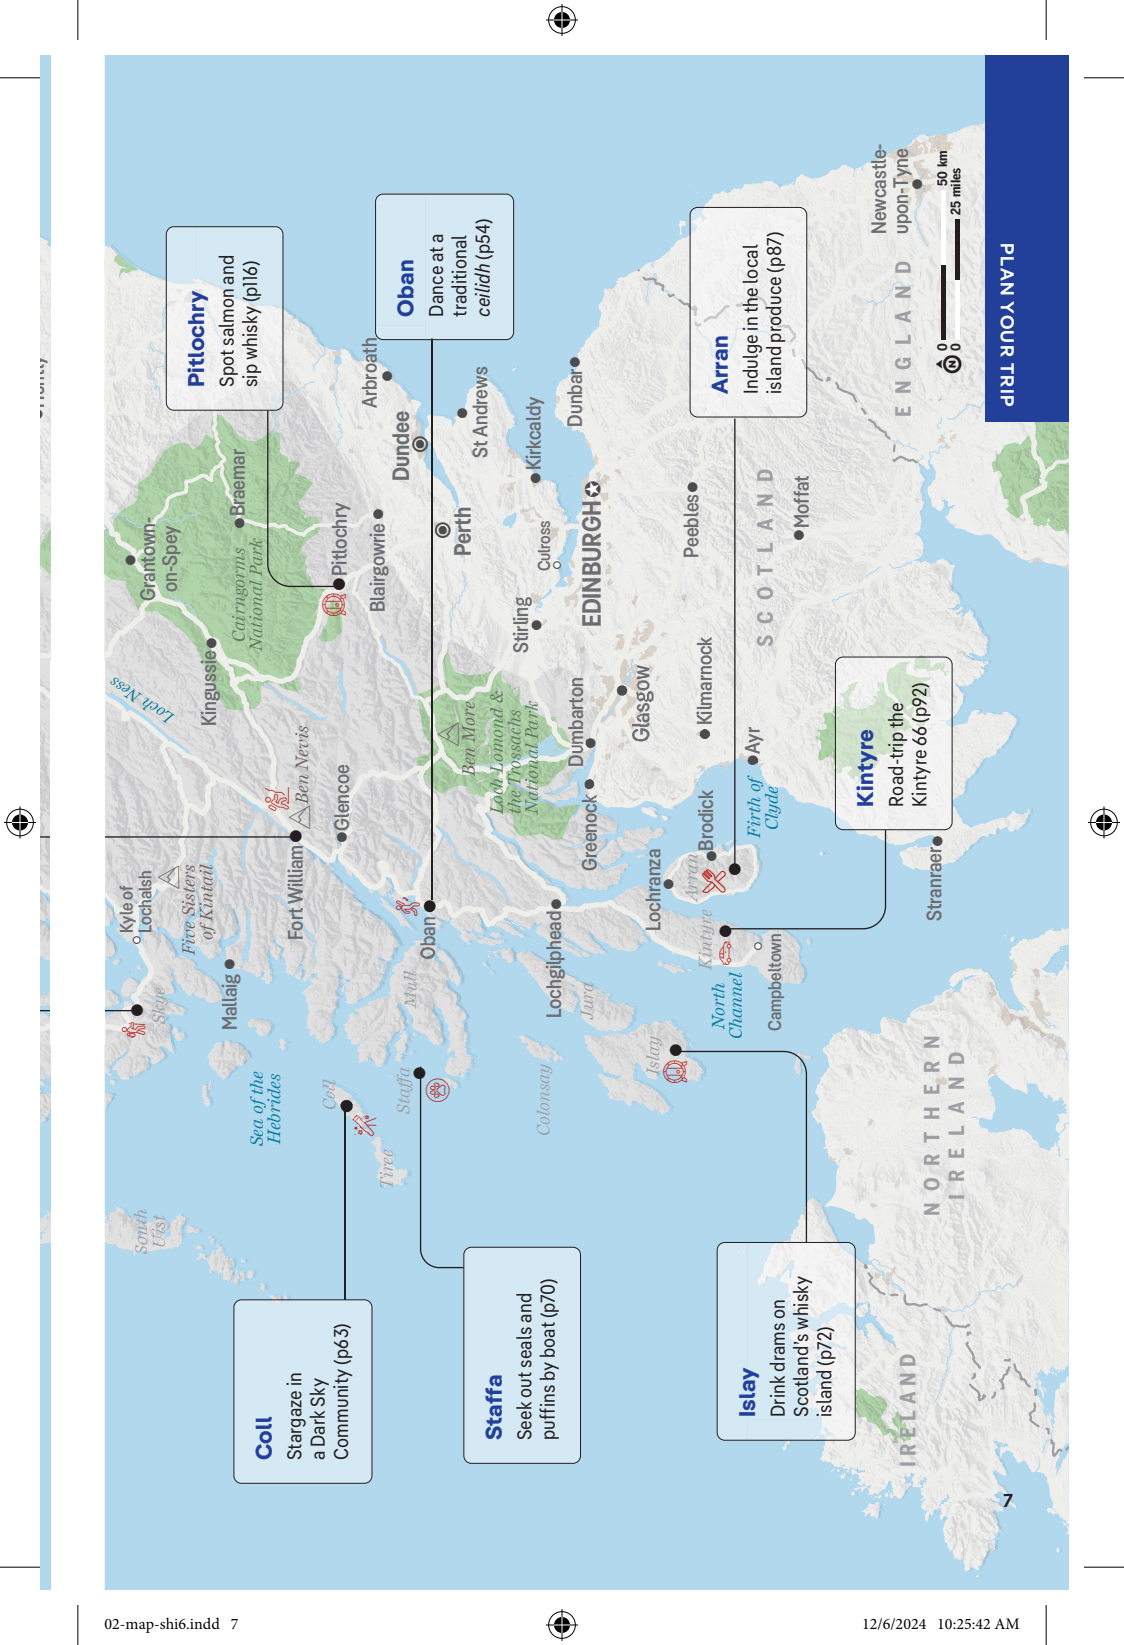 PLAN YOUR TRIP
Pitlochry
Spot salmon and
sip whisky (p116)
Oban
Dance at a
traditional
ceilidh (p54)
Arran
Indulge in the local
island produce (p87)
Kintyre
Road-trip the
Kintyre 66 (p92)
Coll
Stargaze in
a Dark Sky
Community (p63)
Staffa
Seek out seals and
puffins by boat (p70)
Islay
Drink drams on
Scotland's whisky
island (p72)
N
0
50 km
0
25 miles
Newcastle-
upon-Tyne
ENGLAND
SCOTLAND
NORTHERN
IRELAND
IRELAND
Grantown-
on-Spey
Braemar
Cairngorms
National Park
Kingussie
Loch Ness
Pitlochry
Blairgowrie
Arbroath
Dundee
Perth
St Andrews
Kirkcaldy
Dunbar
Culross
EDINBURGH
Stirling
Peebles
Moffat
Ben Nevis
Glencoe
Fort William
Ben More
Loch Lomond &
the Trossachs
National Park
Dumbarton
Glasgow
Greenock
Kilmarnock
Ayr
Firth of
Clyde
Brodick
Arran
Lochranza
Stranraer
Kyle of
Lochalsh
Five Sisters
of Kintail
Skye
Mallaig
Oban
Mull
Lochgilphead
Jura
Kintyre
Campbeltown
North
Channel
Islay
Colonsay
Staffa
Coll
Tiree
Sea of the
Hebrides
South
Uist
7
02-map-shi6.indd 7
12/6/2024 10:25:42 AM